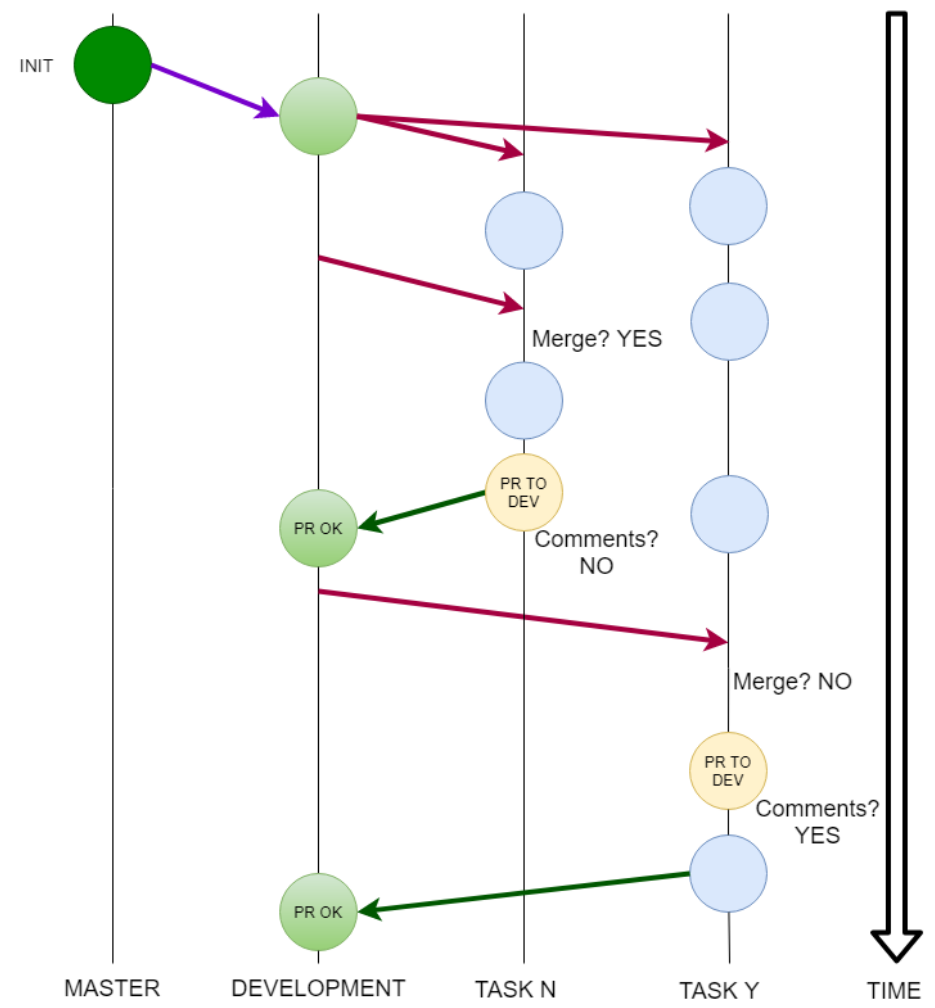 INIT
Merge? YES
PR TO
DEV
PR OK
Comments?
NO
Merge? NO
PR TO
DEV
Comments?
YES
PR OK
MASTER
DEVELOPMENT
TASK N
TASK Y
TIME